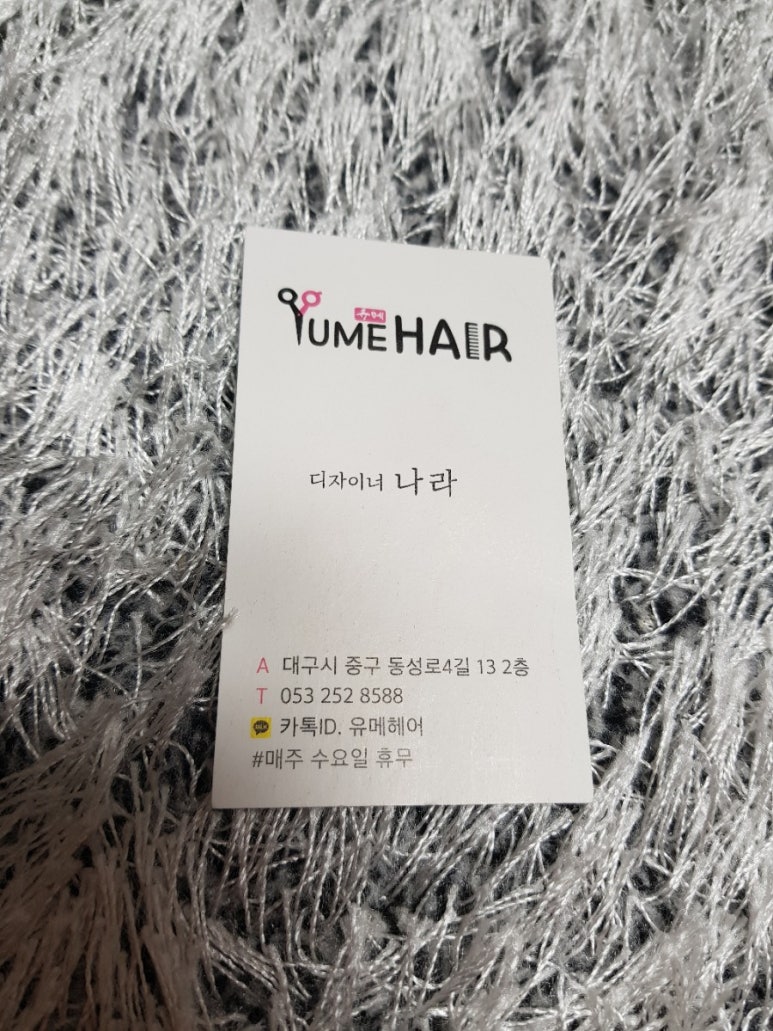 유메
YUME HAIR
디자이너 나라
A 대구시 중구 동성로4길 13 2층
T 053 252 8588
카톡ID. 유메헤어
#매주 수요일 휴무